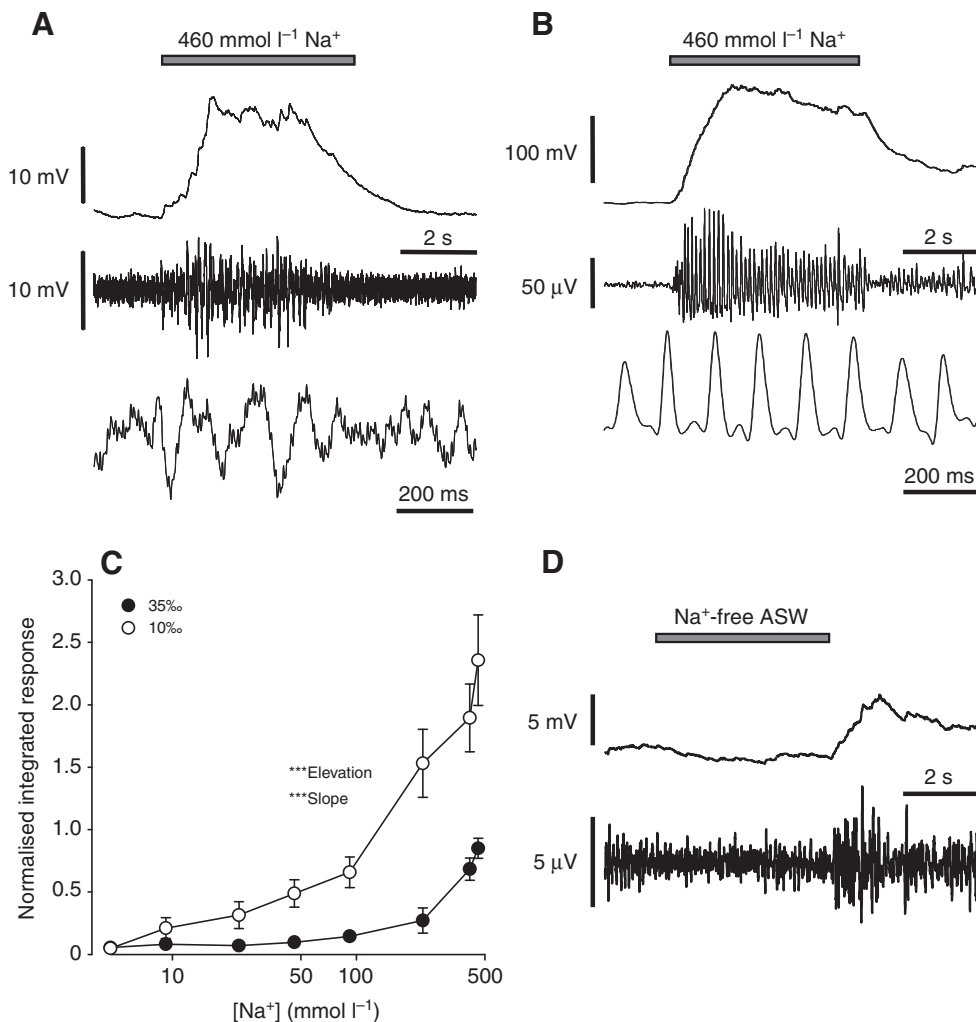 A
460 mmol l⁻¹ Na⁺
10 mV
2 s
10 mV
200 ms
B
460 mmol l⁻¹ Na⁺
100 mV
2 s
50 μV
200 ms
C
3.0
2.5
2.0
1.5
1.0
0.5
0
35‰
10‰
***Elevation
***Slope
Normalised integrated response
10
50
100
500
[Na⁺] (mmol l⁻¹)
D
Na⁺-free ASW
5 mV
2 s
5 μV